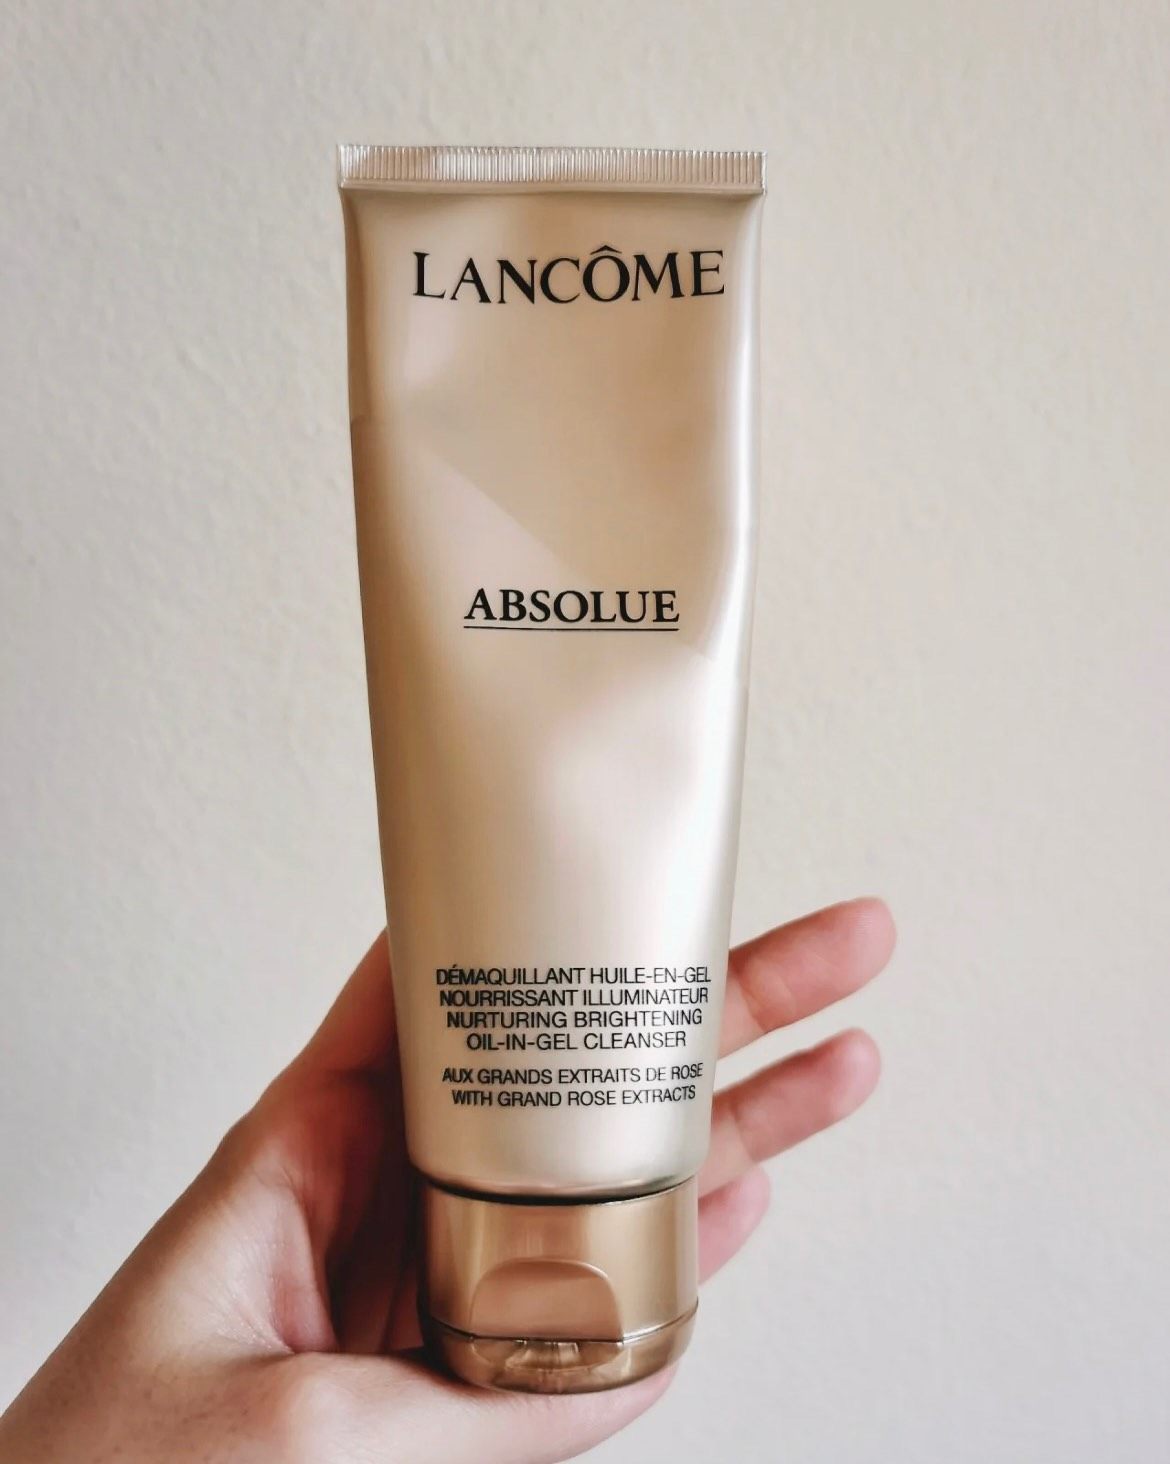 LANCÔME
ABSOLUE
DÉMAQUILLANT HUILE-EN-GEL
NOURRISSANT ILLUMINATEUR
NURTURING BRIGHTENING
OIL-IN-GEL CLEANSER
AUX GRANDS EXTRAITS DE ROSE
WITH GRAND ROSE EXTRACTS